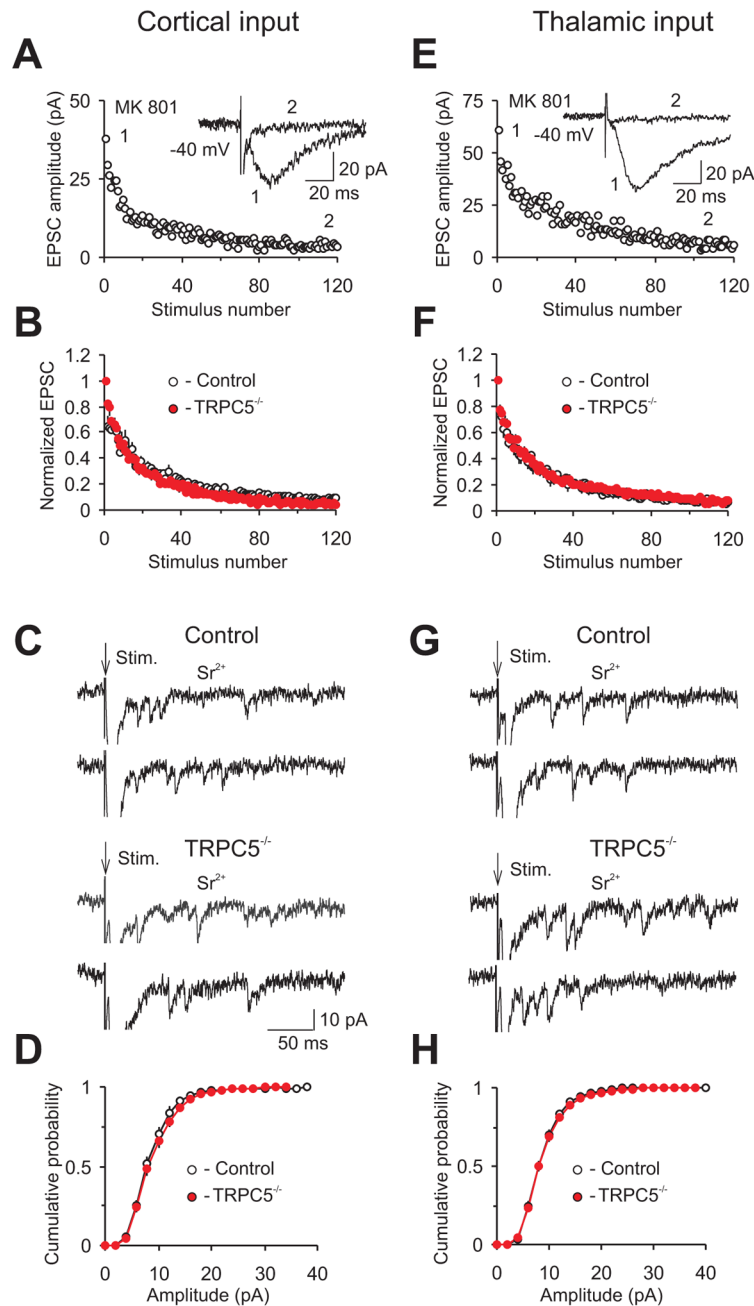 Cortical input
Thalamic input
A
EPSC amplitude (pA)
50
25
0
MK 801
1
-40 mV
2
1
20 pA
20 ms
2
0 40 80 120
Stimulus number
E
EPSC amplitude (pA)
75
50
25
0
MK 801
1
-40 mV
2
1
20 pA
20 ms
2
0 40 80 120
Stimulus number
B
Normalized EPSC
1.2
1
0.8
0.6
0.4
0.2
0
- Control
- TRPC5-/-
0 40 80 120
Stimulus number
F
Normalized EPSC
1.2
1
0.8
0.6
0.4
0.2
0
- Control
- TRPC5-/-
0 40 80 120
Stimulus number
C
Control
Stim.
Sr2+
TRPC5-/-
Stim.
Sr2+
10 pA
50 ms
G
Control
Stim.
Sr2+
TRPC5-/-
Stim.
Sr2+
D
Cumulative probability
1
0.5
0
- Control
- TRPC5-/-
0 10 20 30 40
Amplitude (pA)
H
Cumulative probability
1
0.5
0
- Control
- TRPC5-/-
0 10 20 30 40
Amplitude (pA)